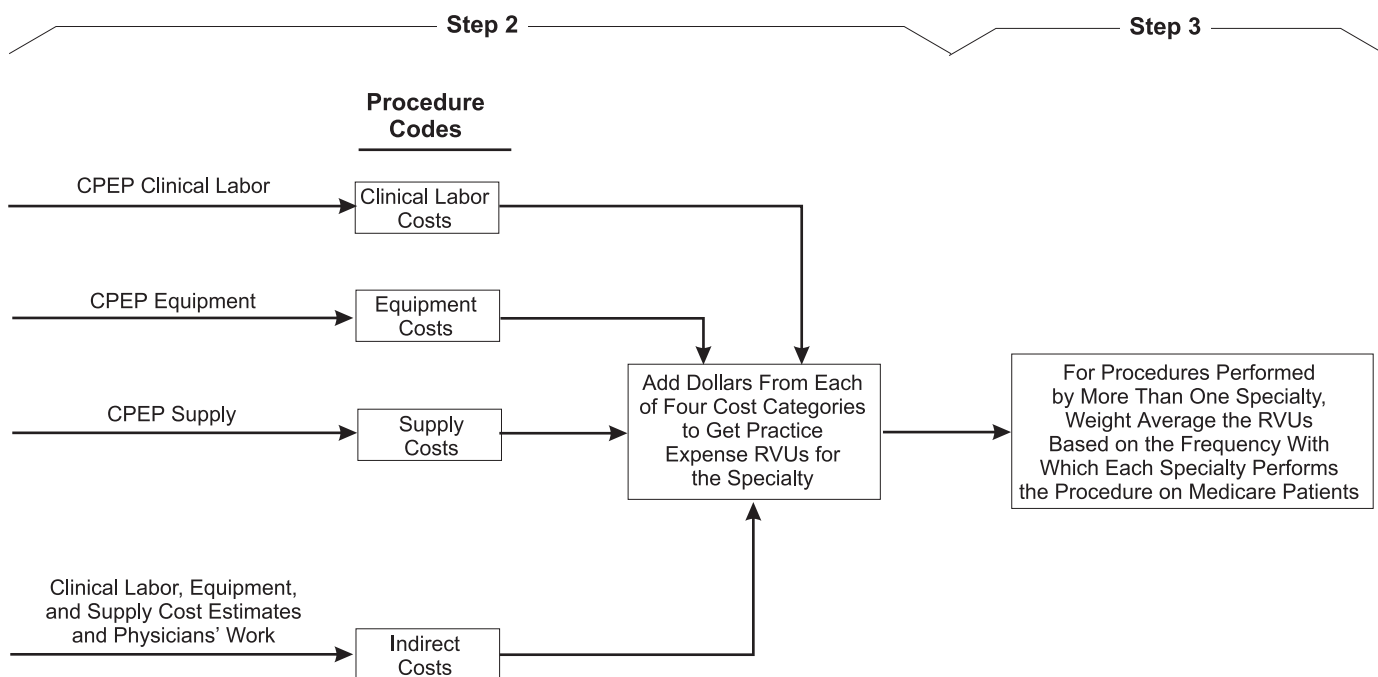 Step 2
Step 3
Procedure
Codes
CPEP Clinical Labor
Clinical Labor
Costs
CPEP Equipment
Equipment
Costs
CPEP Supply
Supply
Costs
Clinical Labor, Equipment,
and Supply Cost Estimates
and Physicians’ Work
Indirect
Costs
Add Dollars From Each
of Four Cost Categories
to Get Practice
Expense RVUs for
the Specialty
For Procedures Performed
by More Than One Specialty,
Weight Average the RVUs
Based on the Frequency With
Which Each Specialty Performs
the Procedure on Medicare Patients